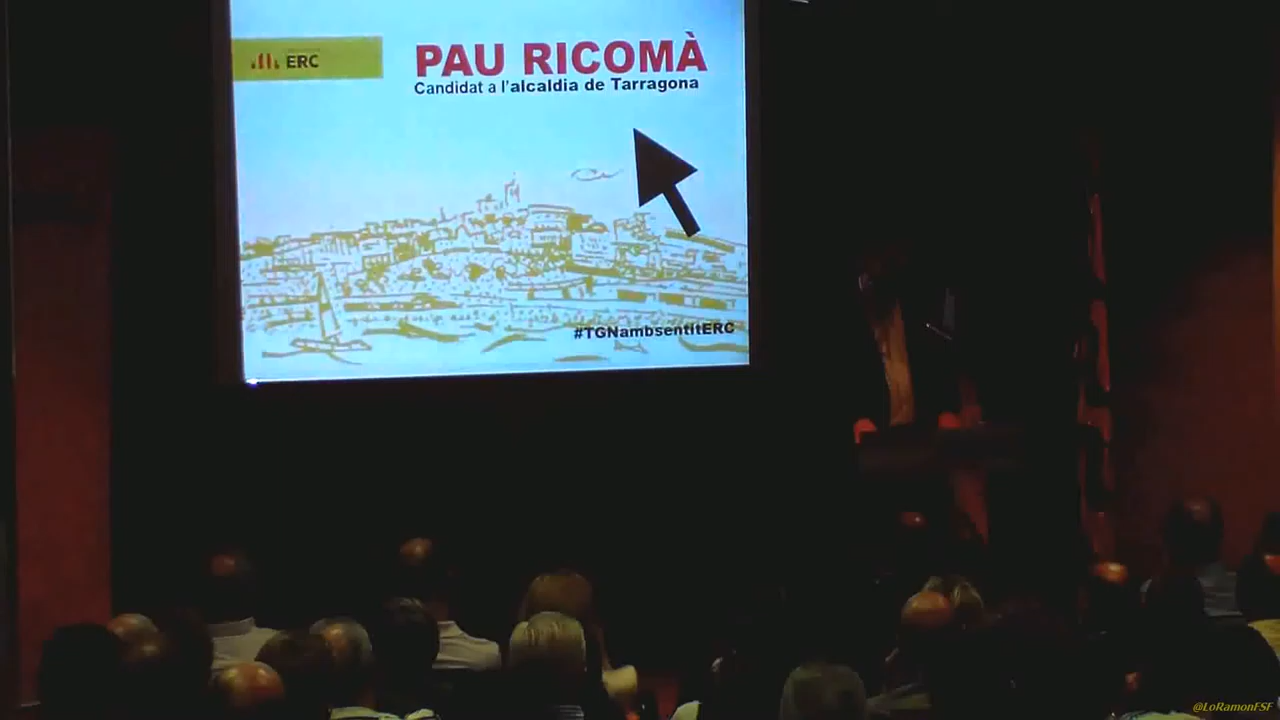 ERC
PAU RICOMÀ
Candidat a l'alcaldia de Tarragona
#TGNambsentitERC
@LoRamonFSF